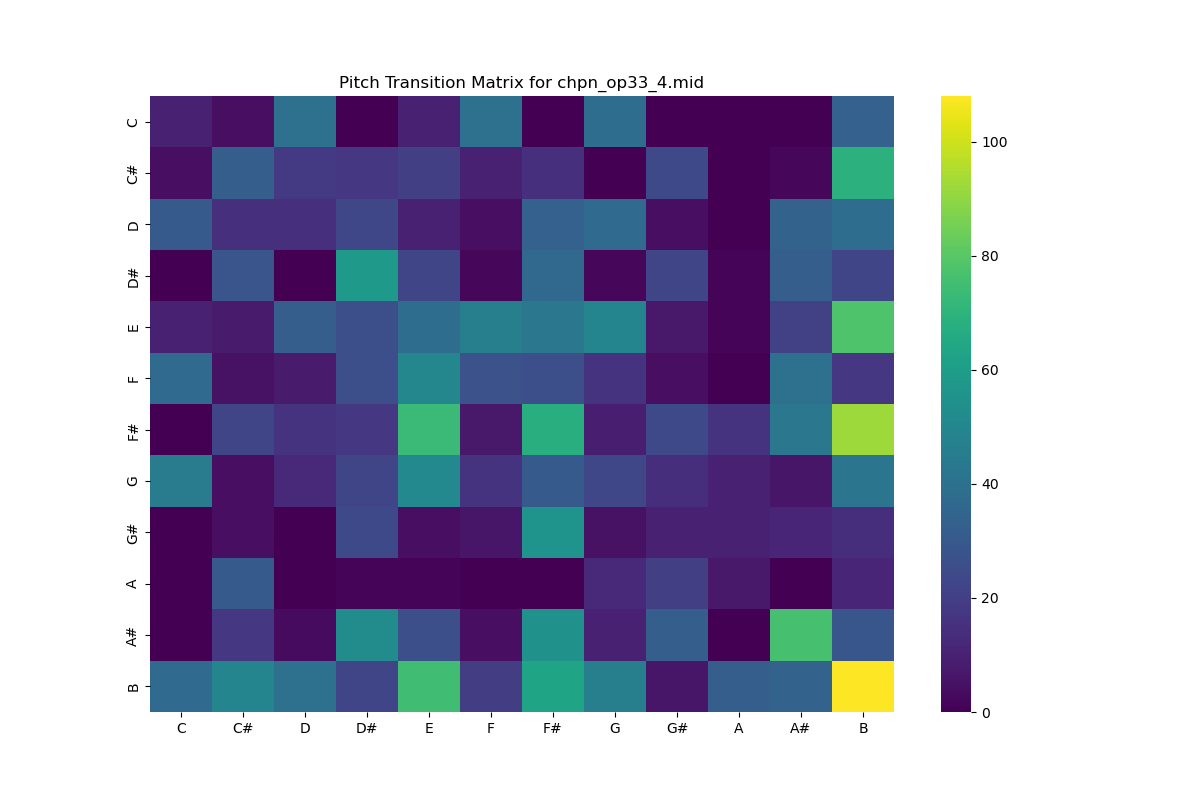 Pitch Transition Matrix for chpn_op33_4.mid
C
C#
D
D#
E
F
F#
G
G#
A
A#
B
C C# D D# E F F# G G# A A# B
100
80
60
40
20
0